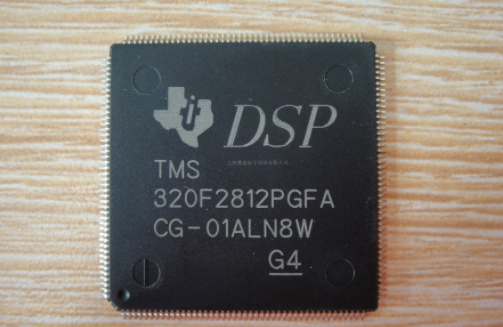 DSP
TMS
320F2812PGFA
CG-01ALN8W
G4